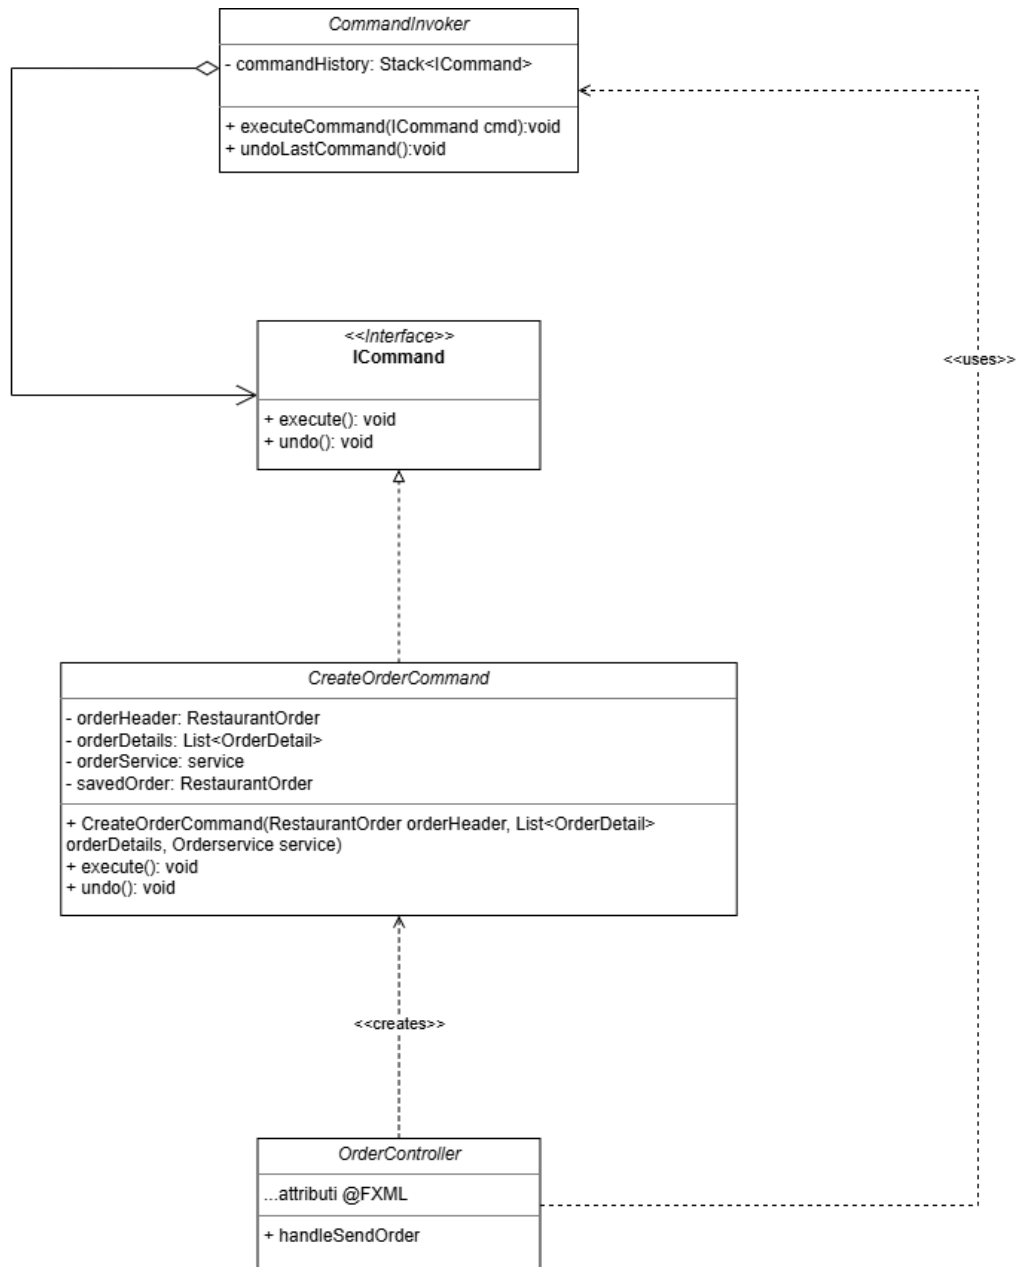 CommandInvoker
- commandHistory: Stack<ICommand>
+ executeCommand(ICommand cmd):void
+ undoLastCommand():void
<<Interface>>
ICommand
<<uses>>
+ execute(): void
+ undo(): void
CreateOrderCommand
- orderHeader: RestaurantOrder
- orderDetails: List<OrderDetail>
- orderService: service
- savedOrder: RestaurantOrder
+ CreateOrderCommand(RestaurantOrder orderHeader, List<OrderDetail>
orderDetails, Orderservice service)
+ execute(): void
+ undo(): void
<<creates>>
OrderController
...attributi @FXML
+ handleSendOrder